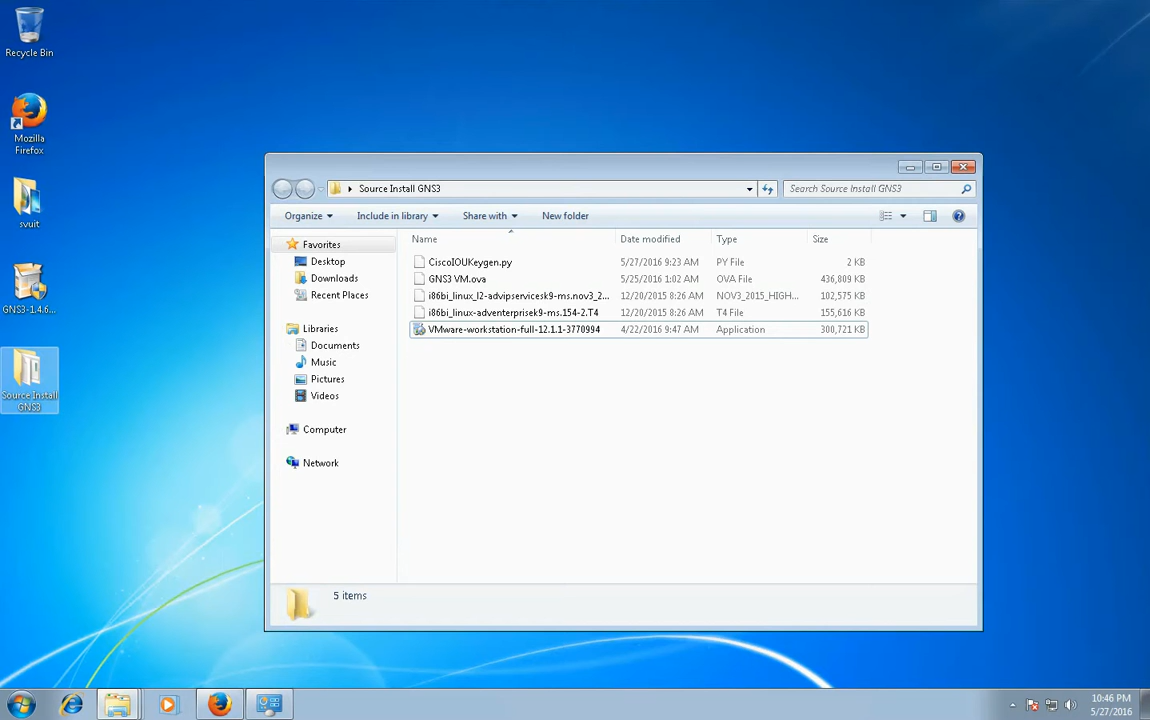 Recycle Bin
Mozilla
Firefox
svuit
GNS3-1.4.6...
Source Install
GNS3
Source Install GNS3
Search Source Install GNS3
Organize
Include in library
Share with
New folder
Name
Date modified
Type
Size
Favorites
Desktop
Downloads
Recent Places
Libraries
Documents
Music
Pictures
Videos
Computer
Network
CiscoIOUKeygen.py 5/27/2016 9:23 AM PY File 2 KB
GNS3 VM.ova 5/25/2016 1:02 AM OVA File 436,809 KB
i86bi_linux_l2-advipservicesk9-ms.nov3_2... 12/20/2015 8:26 AM NOV3_2015_HIGH... 102,575 KB
i86bi_linux-adventerprisek9-ms.154-2.T4 12/20/2015 8:26 AM T4 File 155,616 KB
VMware-workstation-full-12.1.1-3770994 4/22/2016 9:47 AM Application 300,721 KB
5 items
10:46 PM
5/27/2016